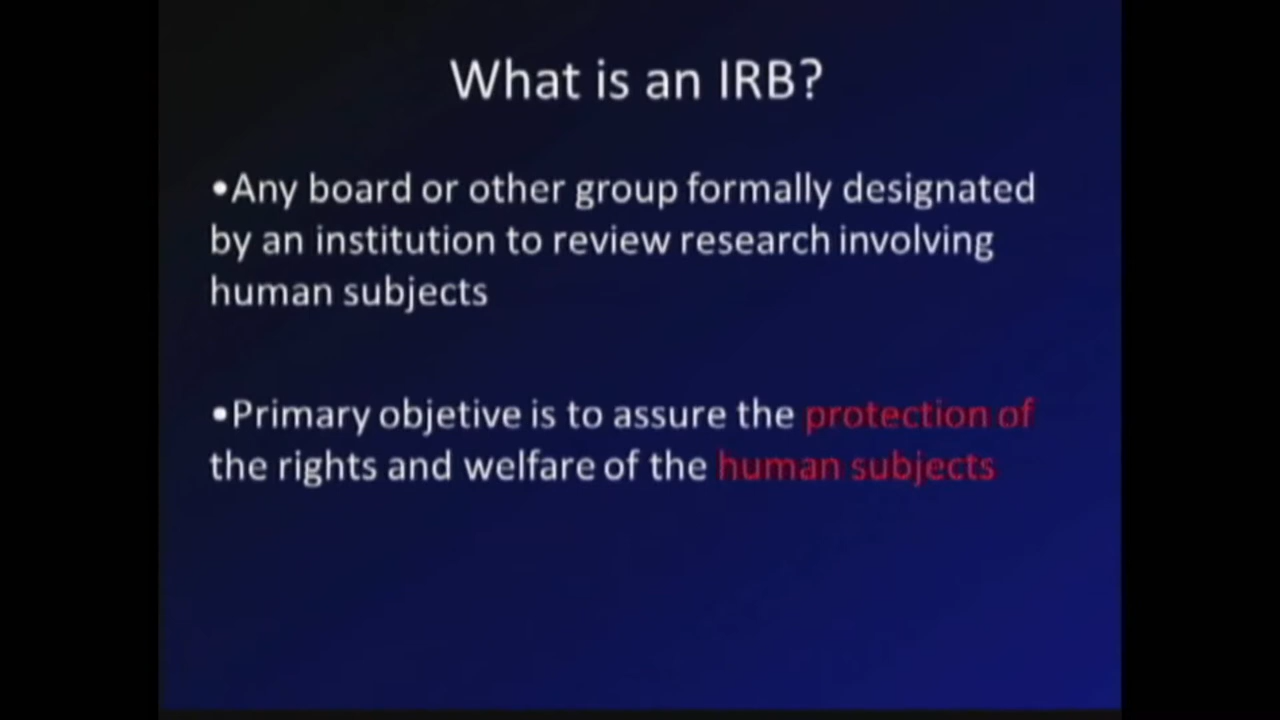 What is an IRB?
•Any board or other group formally designated
by an institution to review research involving
human subjects
•Primary objetive is to assure the protection of
the rights and welfare of the human subjects